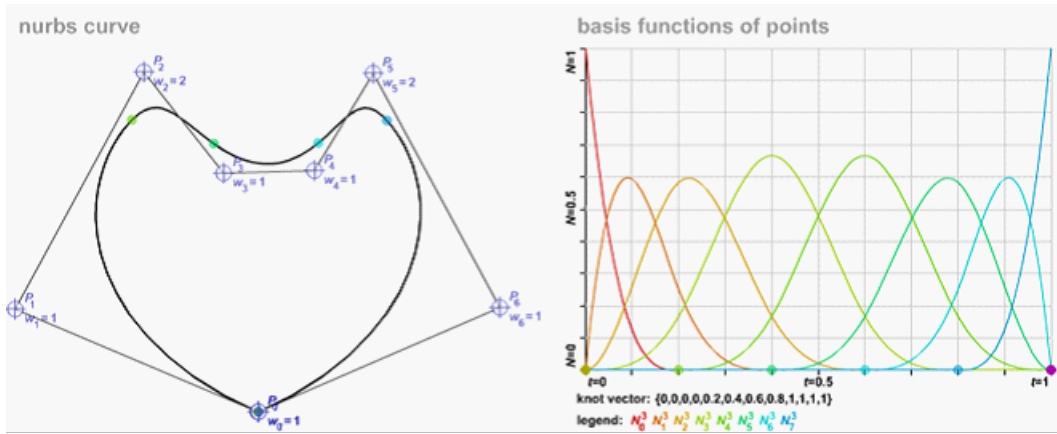 nurbs curve
P2
w2=2
P5
w5=2
P3
w3=1
P4
w4=1
P1
w1=1
P6
w6=1
w0=1
basis functions of points
N=1
N=0.5
N=0
t=0
t=0.5
t=1
knot vector: {0,0,0,0,0.2,0.4,0.6,0.8,1,1,1,1}
legend: N₀³ N₁³ N₂³ N₃³ N₄³ N₅³ N₆³ N₇³